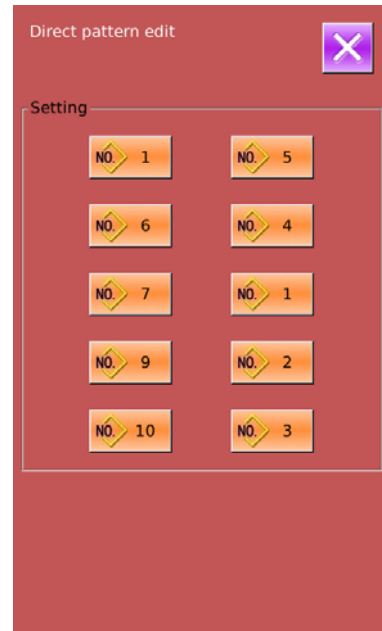 Direct pattern edit
Setting
NO. 1 NO. 5
NO. 6 NO. 4
NO. 7 NO. 1
NO. 9 NO. 2
NO. 10 NO. 3